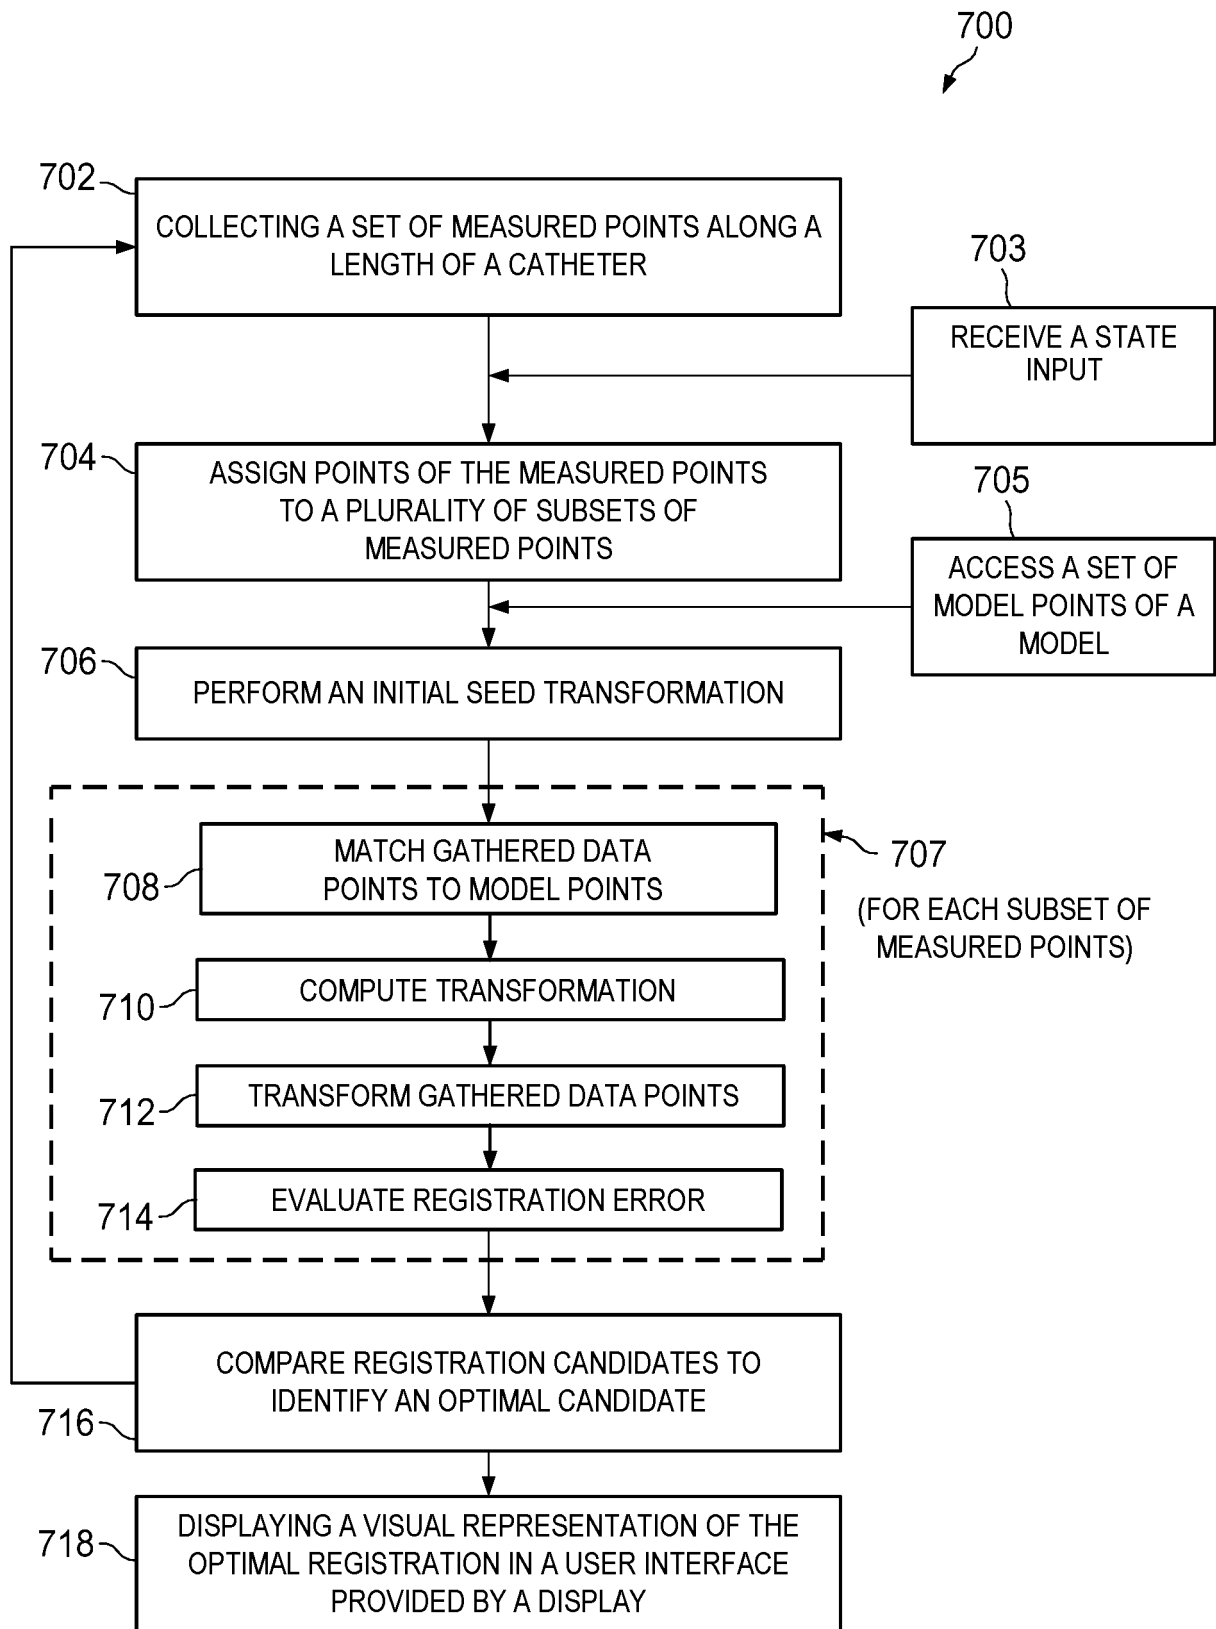 700
702
COLLECTING A SET OF MEASURED POINTS ALONG A
LENGTH OF A CATHETER
703
RECEIVE A STATE
INPUT
704
ASSIGN POINTS OF THE MEASURED POINTS
TO A PLURALITY OF SUBSETS OF
MEASURED POINTS
705
ACCESS A SET OF
MODEL POINTS OF A
MODEL
706
PERFORM AN INITIAL SEED TRANSFORMATION
707
(FOR EACH SUBSET OF
MEASURED POINTS)
708
MATCH GATHERED DATA
POINTS TO MODEL POINTS
710
COMPUTE TRANSFORMATION
712
TRANSFORM GATHERED DATA POINTS
714
EVALUATE REGISTRATION ERROR
716
COMPARE REGISTRATION CANDIDATES TO
IDENTIFY AN OPTIMAL CANDIDATE
718
DISPLAYING A VISUAL REPRESENTATION OF THE
OPTIMAL REGISTRATION IN A USER INTERFACE
PROVIDED BY A DISPLAY